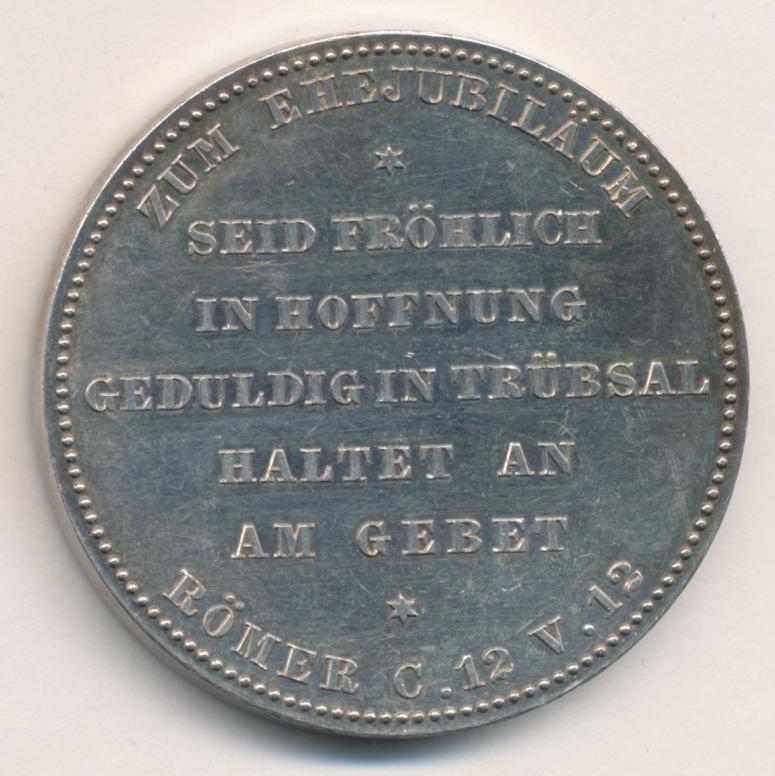 ZUM EHEJUBILÄUM
SEID FRÖHLICH
IN HOFFNUNG
GEDULDIG IN TRÜBSAL
HALTET AN
AM GEBET
RÖMER C. 12 V. 12